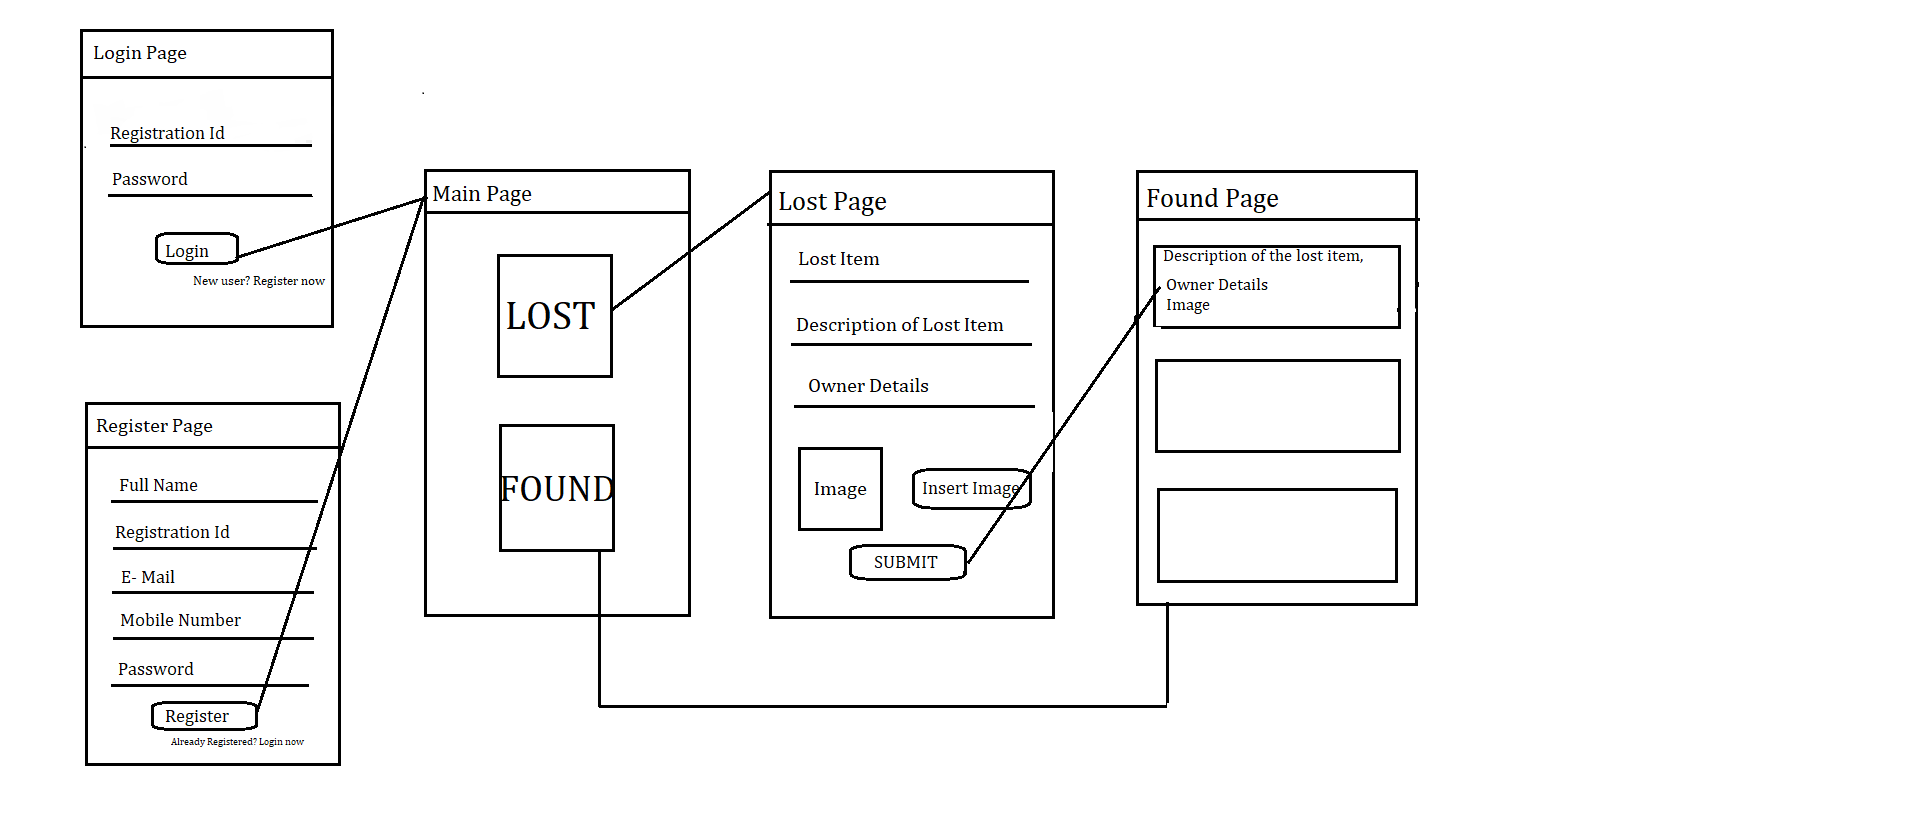 Login Page
Registration Id
Password
Login
New user? Register now
Register Page
Full Name
Registration Id
E- Mail
Mobile Number
Password
Register
Already Registered? Login now
Main Page
LOST
FOUND
Lost Page
Lost Item
Description of Lost Item
Owner Details
Image
Insert Image
SUBMIT
Found Page
Description of the lost item,
Owner Details
Image